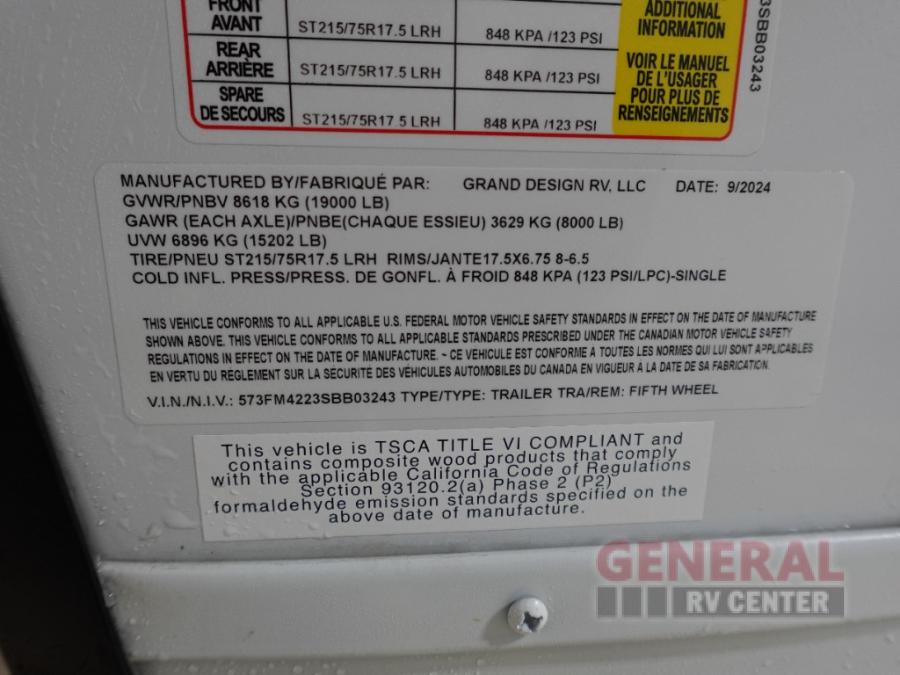 FRONT
AVANT ST215/75R17.5 LRH 848 KPA /123 PSI
REAR
ARRIÈRE ST215/75R17.5 LRH 848 KPA /123 PSI
SPARE
DE SECOURS ST215/75R17.5 LRH 848 KPA /123 PSI
ADDITIONAL
INFORMATION
VOIR LE MANUEL
DE L'USAGER
POUR PLUS DE
RENSEIGNEMENTS
3SBB03243
MANUFACTURED BY/FABRIQUÉ PAR: GRAND DESIGN RV, LLC DATE: 9/2024
GVWR/PNBV 8618 KG (19000 LB)
GAWR (EACH AXLE)/PNBE(CHAQUE ESSIEU) 3629 KG (8000 LB)
UVW 6896 KG (15202 LB)
TIRE/PNEU ST215/75R17.5 LRH RIMS/JANTE17.5X6.75 8-6.5
COLD INFL. PRESS/PRESS. DE GONFL. À FROID 848 KPA (123 PSI/LPC)-SINGLE
THIS VEHICLE CONFORMS TO ALL APPLICABLE U.S. FEDERAL MOTOR VEHICLE SAFETY STANDARDS IN EFFECT ON THE DATE OF MANUFACTURE
SHOWN ABOVE. THIS VEHICLE CONFORMS TO ALL APPLICABLE STANDARDS PRESCRIBED UNDER THE CANADIAN MOTOR VEHICLE SAFETY
REGULATIONS IN EFFECT ON THE DATE OF MANUFACTURE. ~ CE VEHICULE EST CONFORME A TOUTES LES NORMES QUI LUI SONT APPLICABLES
EN VERTU DU REGLEMENT SUR LA SECURITÉ DES VÉHICULES AUTOMOBILES DU CANADA EN VIGUEUR A LA DATE DE SA FABRICATION.
V.I.N./N.I.V.: 573FM4223SBB03243 TYPE/TYPE: TRAILER TRA/REM: FIFTH WHEEL
This vehicle is TSCA TITLE VI COMPLIANT and
contains composite wood products that comply
with the applicable California Code of Regulations
Section 93120.2(a) Phase 2 (P2)
formaldehyde emission standards specified on the
above date of manufacture.
GENERAL
RV CENTER